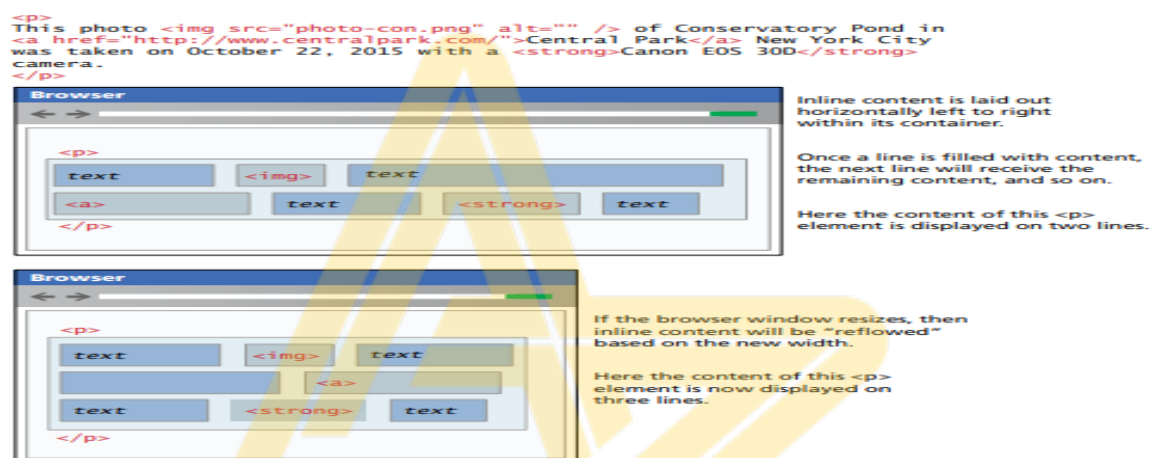 <p>
This photo <img src="photo-con.png" alt="" /> of Conservatory Pond in
<a href="http://www.centralpark.com/">Central Park</a> New York City
was taken on October 22, 2015 with a <strong>Canon EOS 30D</strong>
camera.
</p>
Browser
<p>
text <img> text
<a> text <strong> text
</p>
Inline content is laid out
horizontally left to right
within its container.
Once a line is filled with content,
the next line will receive the
remaining content, and so on.
Here the content of this <p>
element is displayed on two lines.
Browser
<p>
text <img> text
<a>
text <strong> text
</p>
If the browser window resizes, then
inline content will be “reflowed”
based on the new width.
Here the content of this <p>
element is now displayed on
three lines.